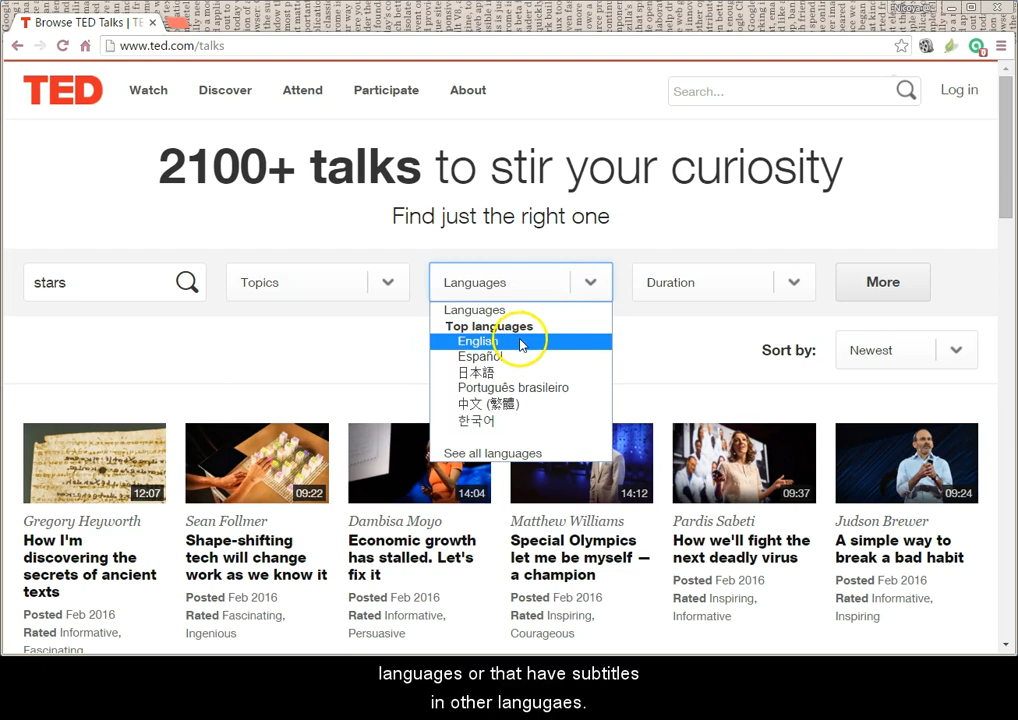 Browse TED Talks | TE
Nicoya
www.ted.com/talks
TED Watch Discover Attend Participate About Search... Log in
2100+ talks to stir your curiosity
Find just the right one
stars Topics Languages Duration More
Languages
Top languages
English
Español
日本語
Português brasileiro
中文 (繁體)
한국어
See all languages
Sort by: Newest
12:07
Gregory Heyworth
How I'm
discovering the
secrets of ancient
texts
Posted Feb 2016
Rated Informative,
Fascinating
09:22
Sean Follmer
Shape-shifting
tech will change
work as we know it
Posted Feb 2016
Rated Fascinating,
Ingenious
14:04
Dambisa Moyo
Economic growth
has stalled. Let's
fix it
Posted Feb 2016
Rated Informative,
Persuasive
14:12
Matthew Williams
Special Olympics
let me be myself —
a champion
Posted Feb 2016
Rated Inspiring,
Courageous
09:37
Pardis Sabeti
How we'll fight the
next deadly virus
Posted Feb 2016
Rated Inspiring,
Informative
09:24
Judson Brewer
A simple way to
break a bad habit
Posted Feb 2016
Rated Informative,
Inspiring
languages or that have subtitles
in other langugaes.